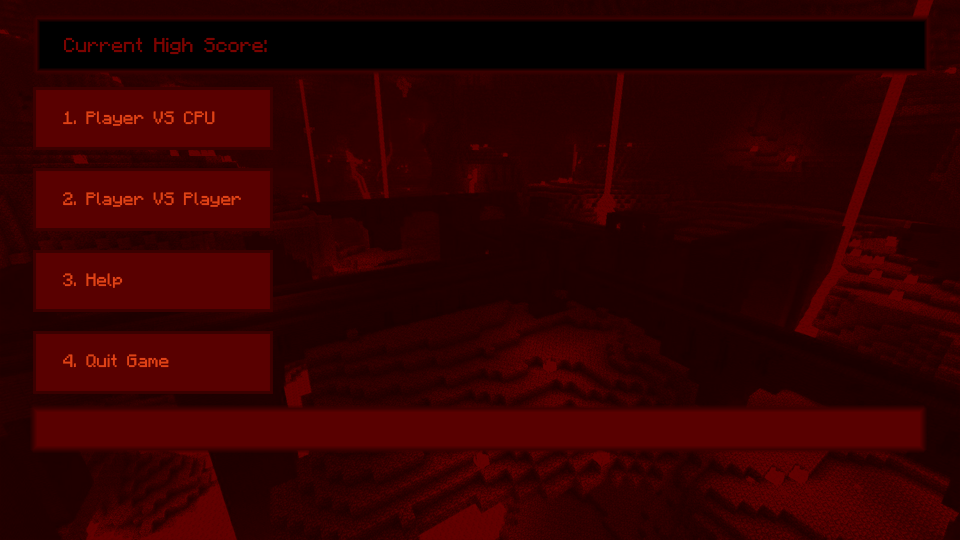 Current High Score:
1. Player VS CPU
2. Player VS Player
3. Help
4. Quit Game